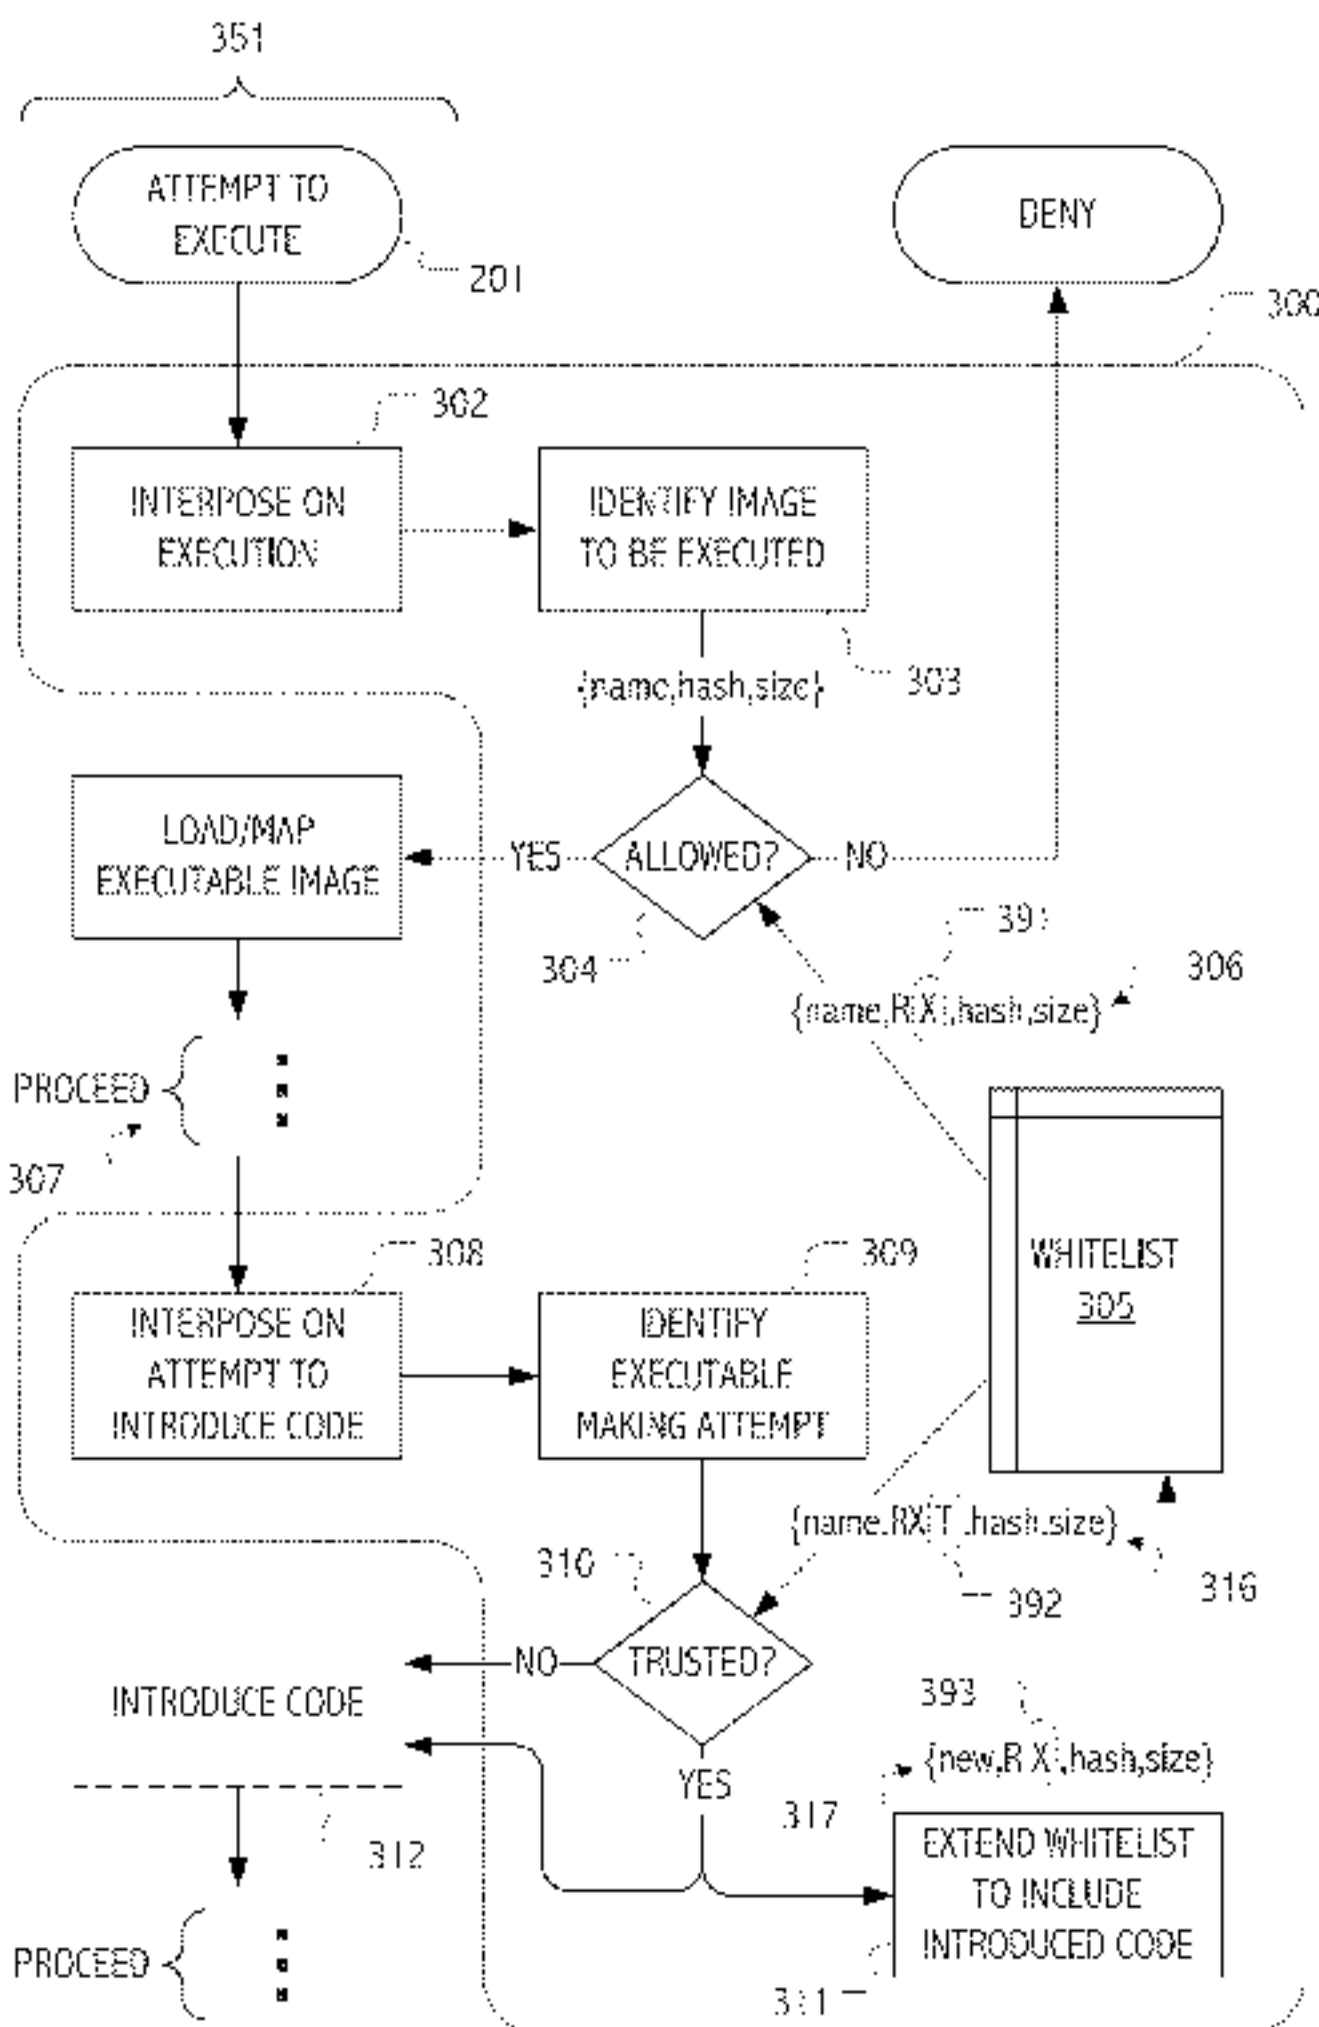 351
ATTEMPT TO
EXECUTE
201
DENY
300
302
INTERPOSE ON
EXECUTION
IDENTIFY IMAGE
TO BE EXECUTED
303
{name,hash,size}
LOAD/MAP
EXECUTABLE IMAGE
YES
ALLOWED?
NO
304
391
306
{name,R,X,hash,size}
PROCEED
307
WHITELIST
305
308
INTERPOSE ON
ATTEMPT TO
INTRODUCE CODE
309
IDENTIFY
EXECUTABLE
MAKING ATTEMPT
{name,RXT,hash,size}
316
392
310
NO
TRUSTED?
INTRODUCE CODE
YES
393
{new,R,X,hash,size}
317
312
EXTEND WHITELIST
TO INCLUDE
INTRODUCED CODE
311
PROCEED